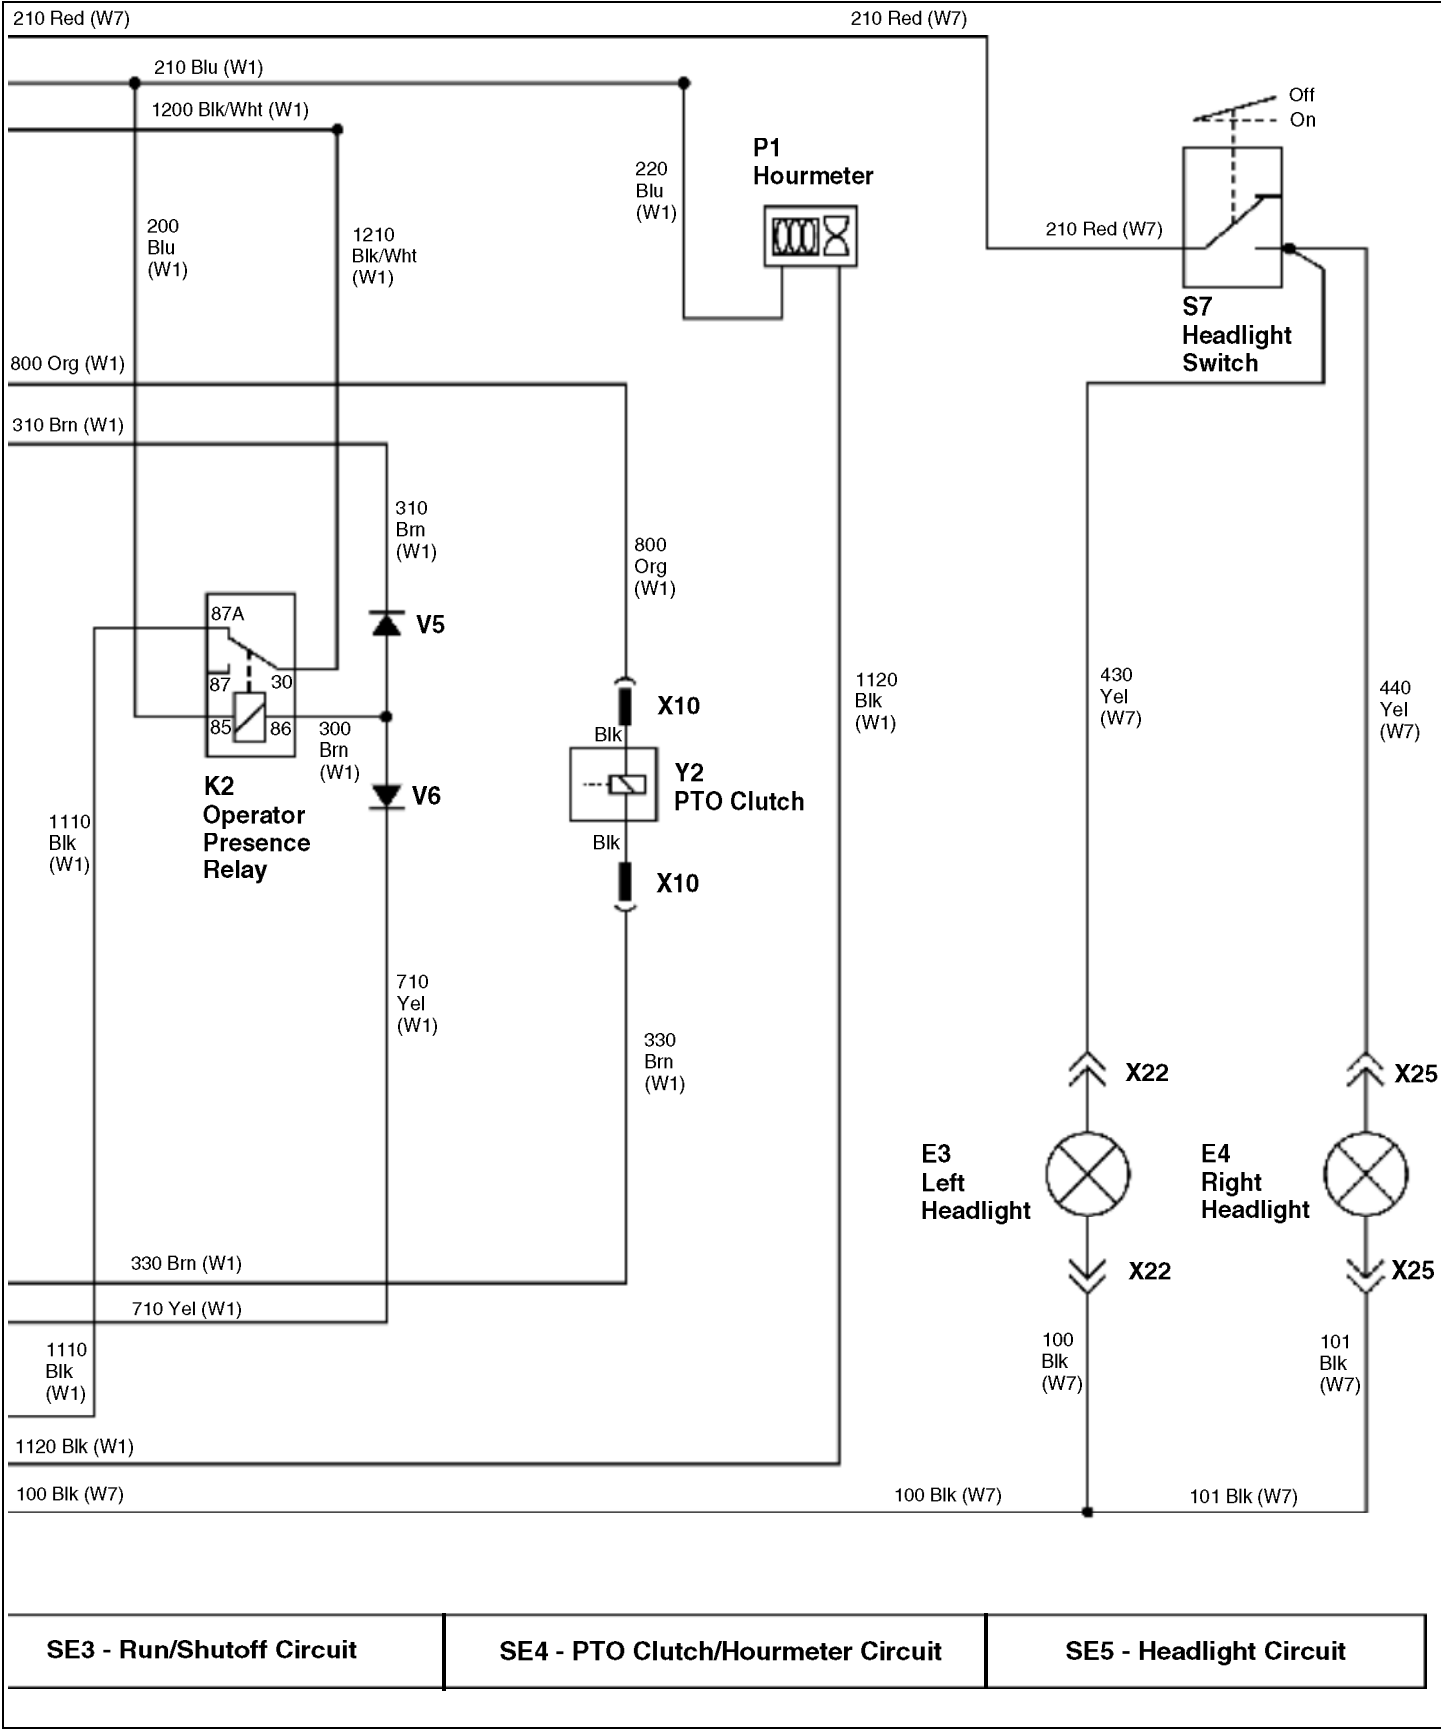 210 Red (W7)
210 Red (W7)
210 Blu (W1)
1200 Blk/Wht (W1)
Off
On
P1
Hourmeter
220
Blu
(W1)
200
Blu
(W1)
1210
Blk/Wht
(W1)
210 Red (W7)
S7
Headlight
Switch
800 Org (W1)
310 Brn (W1)
310
Brn
(W1)
800
Org
(W1)
87A
87
30
85
86
V5
300
Brn
(W1)
X10
Blk
Y2
PTO Clutch
Blk
X10
1120
Blk
(W1)
430
Yel
(W7)
440
Yel
(W7)
K2
Operator
Presence
Relay
V6
1110
Blk
(W1)
710
Yel
(W1)
330
Brn
(W1)
X22
X25
E3
Left
Headlight
E4
Right
Headlight
X22
X25
330 Brn (W1)
710 Yel (W1)
1110
Blk
(W1)
100
Blk
(W7)
101
Blk
(W7)
1120 Blk (W1)
100 Blk (W7)
100 Blk (W7)
101 Blk (W7)
SE3 - Run/Shutoff Circuit
SE4 - PTO Clutch/Hourmeter Circuit
SE5 - Headlight Circuit